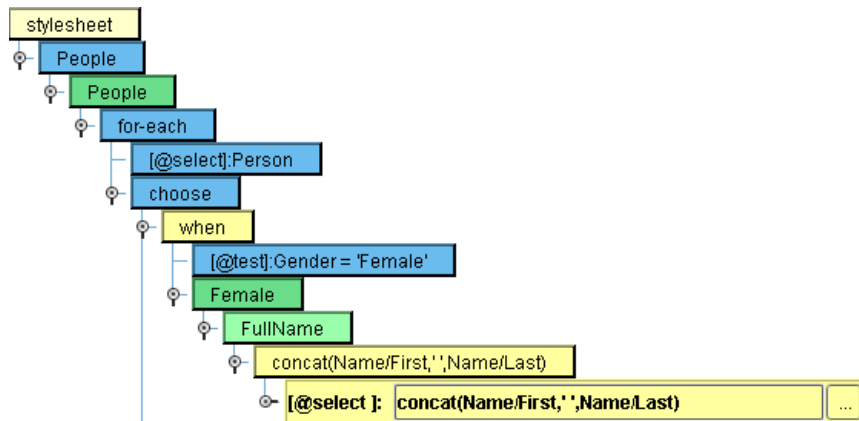 stylesheet
People
People
for-each
[@select]:Person
choose
when
[@test]:Gender = 'Female'
Female
FullName
concat(Name/First,' ',Name/Last)
[@select ]: concat(Name/First,' ',Name/Last) ...